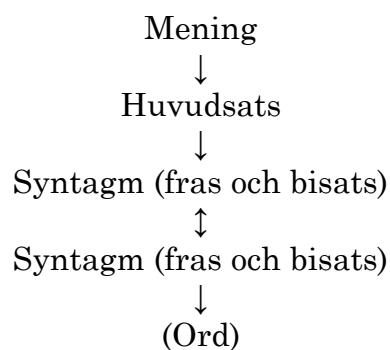 Mening
↓
Huvudsats
↓
Syntagm (fras och bisats)
↕
Syntagm (fras och bisats)
↓
(Ord)